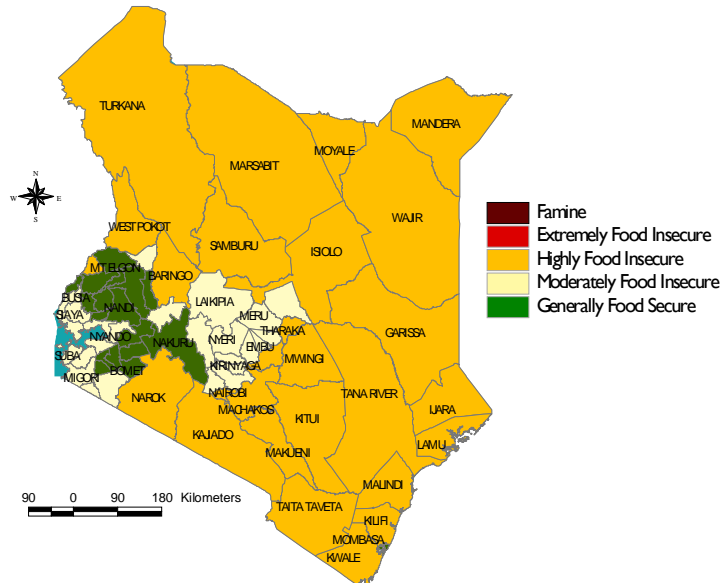 TURKANA
MANDERA
MOYALE
MARSABIT
N
W E
S
WAJIR
WEST POKOT
SAMBURU
ISIOLO
MT ELGON
BARINGO
BUSIA
LAIKIPIA
NANDI
SIAYA
MERU
THARAKA
NYANDO
NAKURU
NYERI
EMBU
GARISSA
SUBA
MWINGI
BOMET
KIRINYAGA
MIGORI
NAROK
NAIROBI
MACHAKOS
KITUI
TANA RIVER
IJARA
KAJIADO
LAMU
MAKUENI
MALINDI
TAITA TAVETA
KILIFI
MOMBASA
KWALE
90 0 90 180 Kilometers
Famine
Extremely Food Insecure
Highly Food Insecure
Moderately Food Insecure
Generally Food Secure